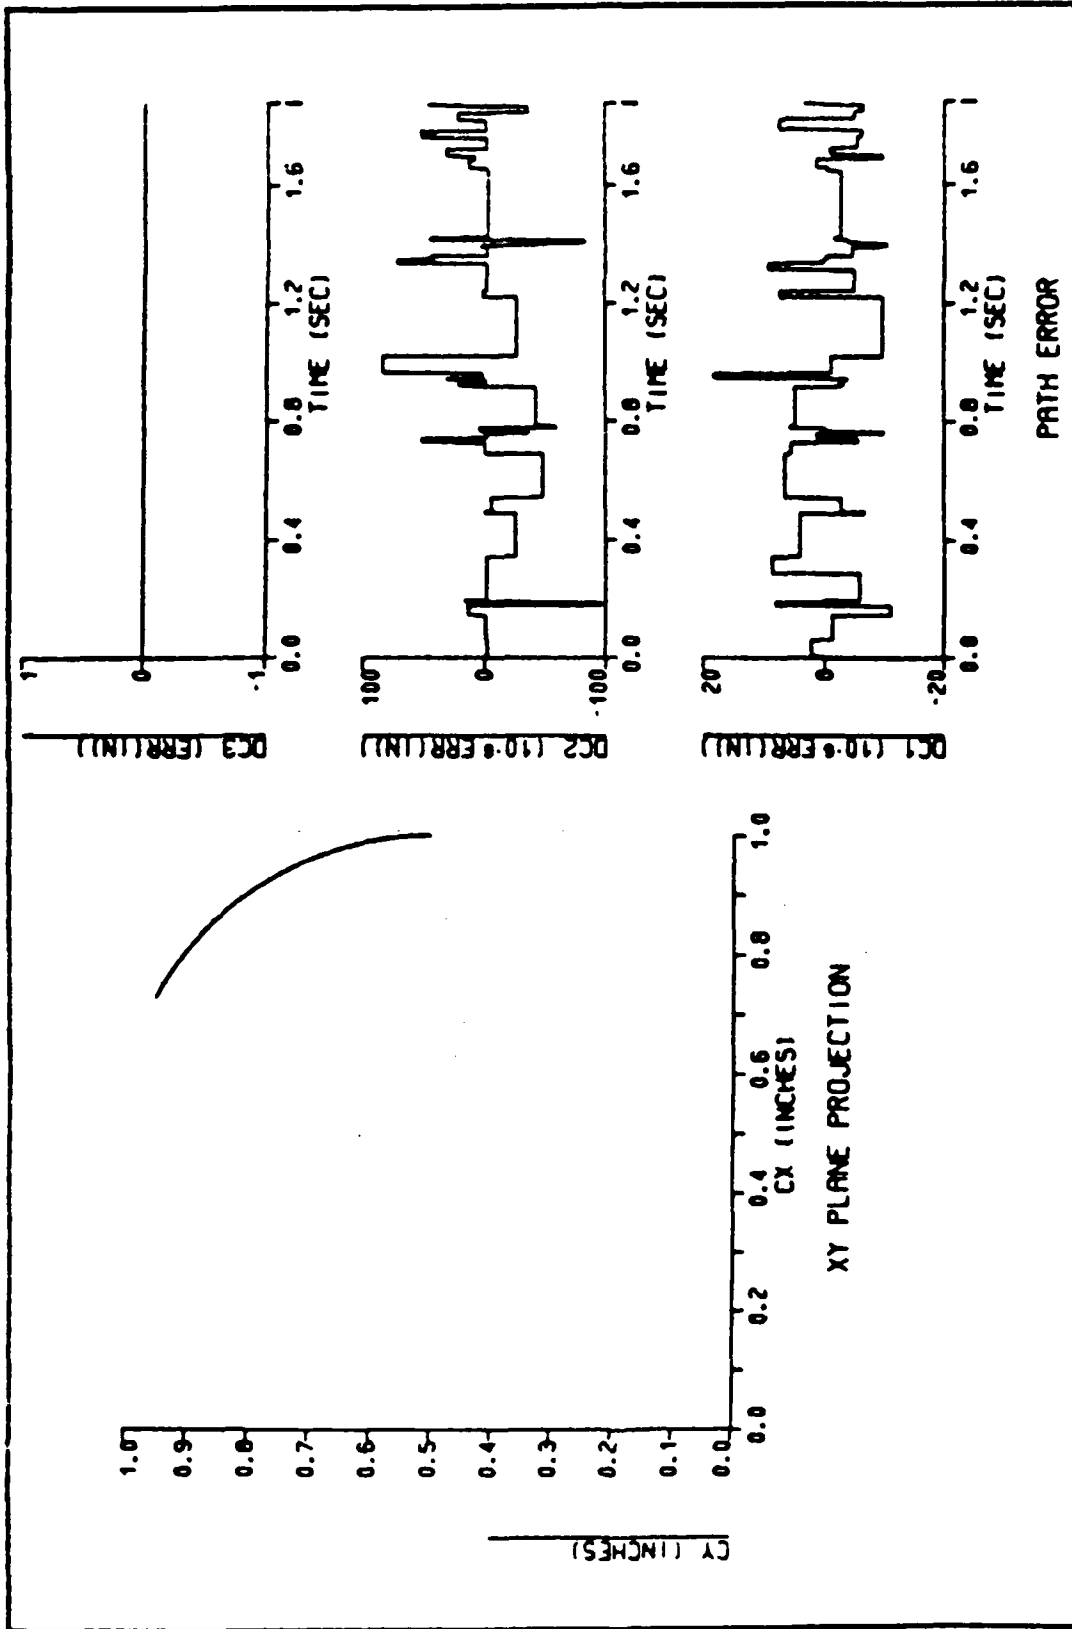 CY (INCHES)
1.0
0.9
0.8
0.7
0.6
0.5
0.4
0.3
0.2
0.1
0.0
0.0 0.2 0.4 0.6 0.8 1.0
CX (INCHES)
XY PLANE PROJECTION
DC3 (ERR(IN)
1
0
-1
0.0 0.4 0.8 1.2 1.6
TIME (SEC)
DC2 (10-6 ERR(IN)
100
0
-100
0.0 0.4 0.8 1.2 1.6
TIME (SEC)
DC1 (10-6 ERR(IN)
20
0
-20
0.0 0.4 0.8 1.2 1.6
TIME (SEC)
PATH ERROR